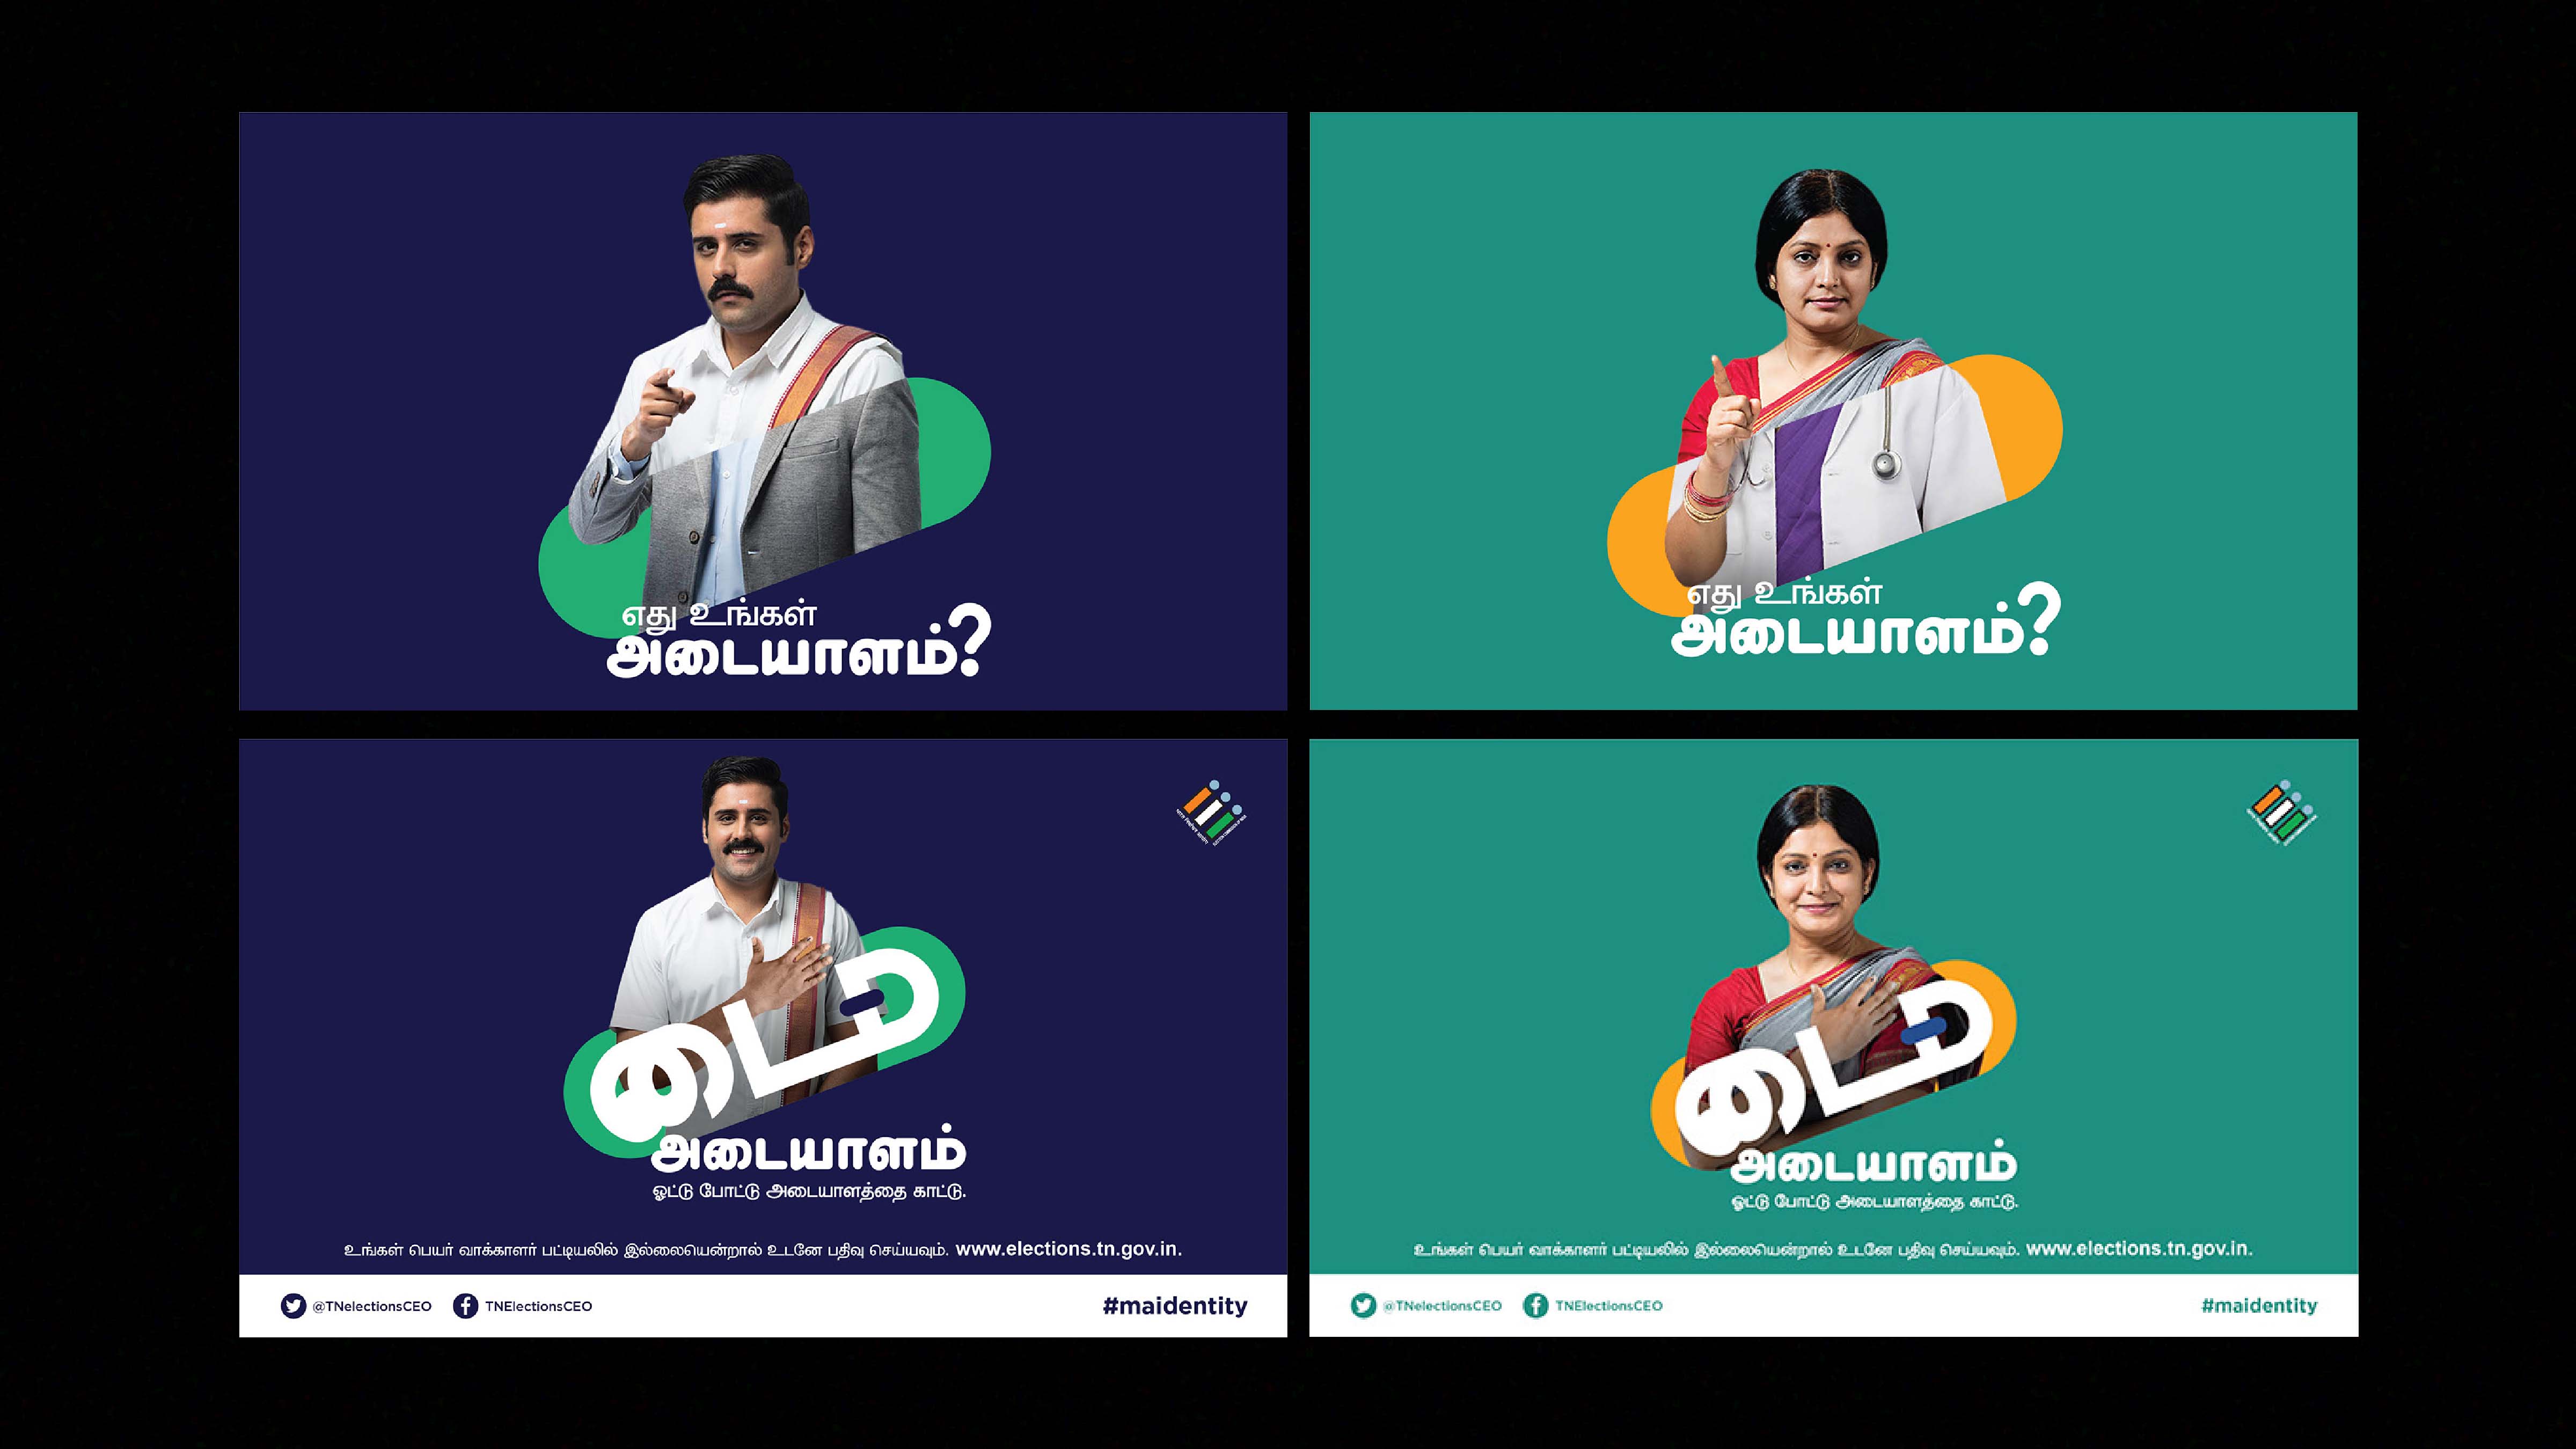 எது உங்கள்
அடையாளம்?
எது உங்கள்
அடையாளம்?
மை
அடையாளம்
ஓட்டு போட்டு அடையாளத்தை காட்டு.
உங்கள் பெயர் வாக்காளர் பட்டியலில் இல்லையென்றால் உடனே பதிவு செய்யவும். www.elections.tn.gov.in.
@TNelectionsCEO TNElectionsCEO #maidentity
மை
அடையாளம்
ஓட்டு போட்டு அடையாளத்தை காட்டு.
உங்கள் பெயர் வாக்காளர் பட்டியலில் இல்லையென்றால் உடனே பதிவு செய்யவும். www.elections.tn.gov.in.
@TNelectionsCEO TNElectionsCEO #maidentity